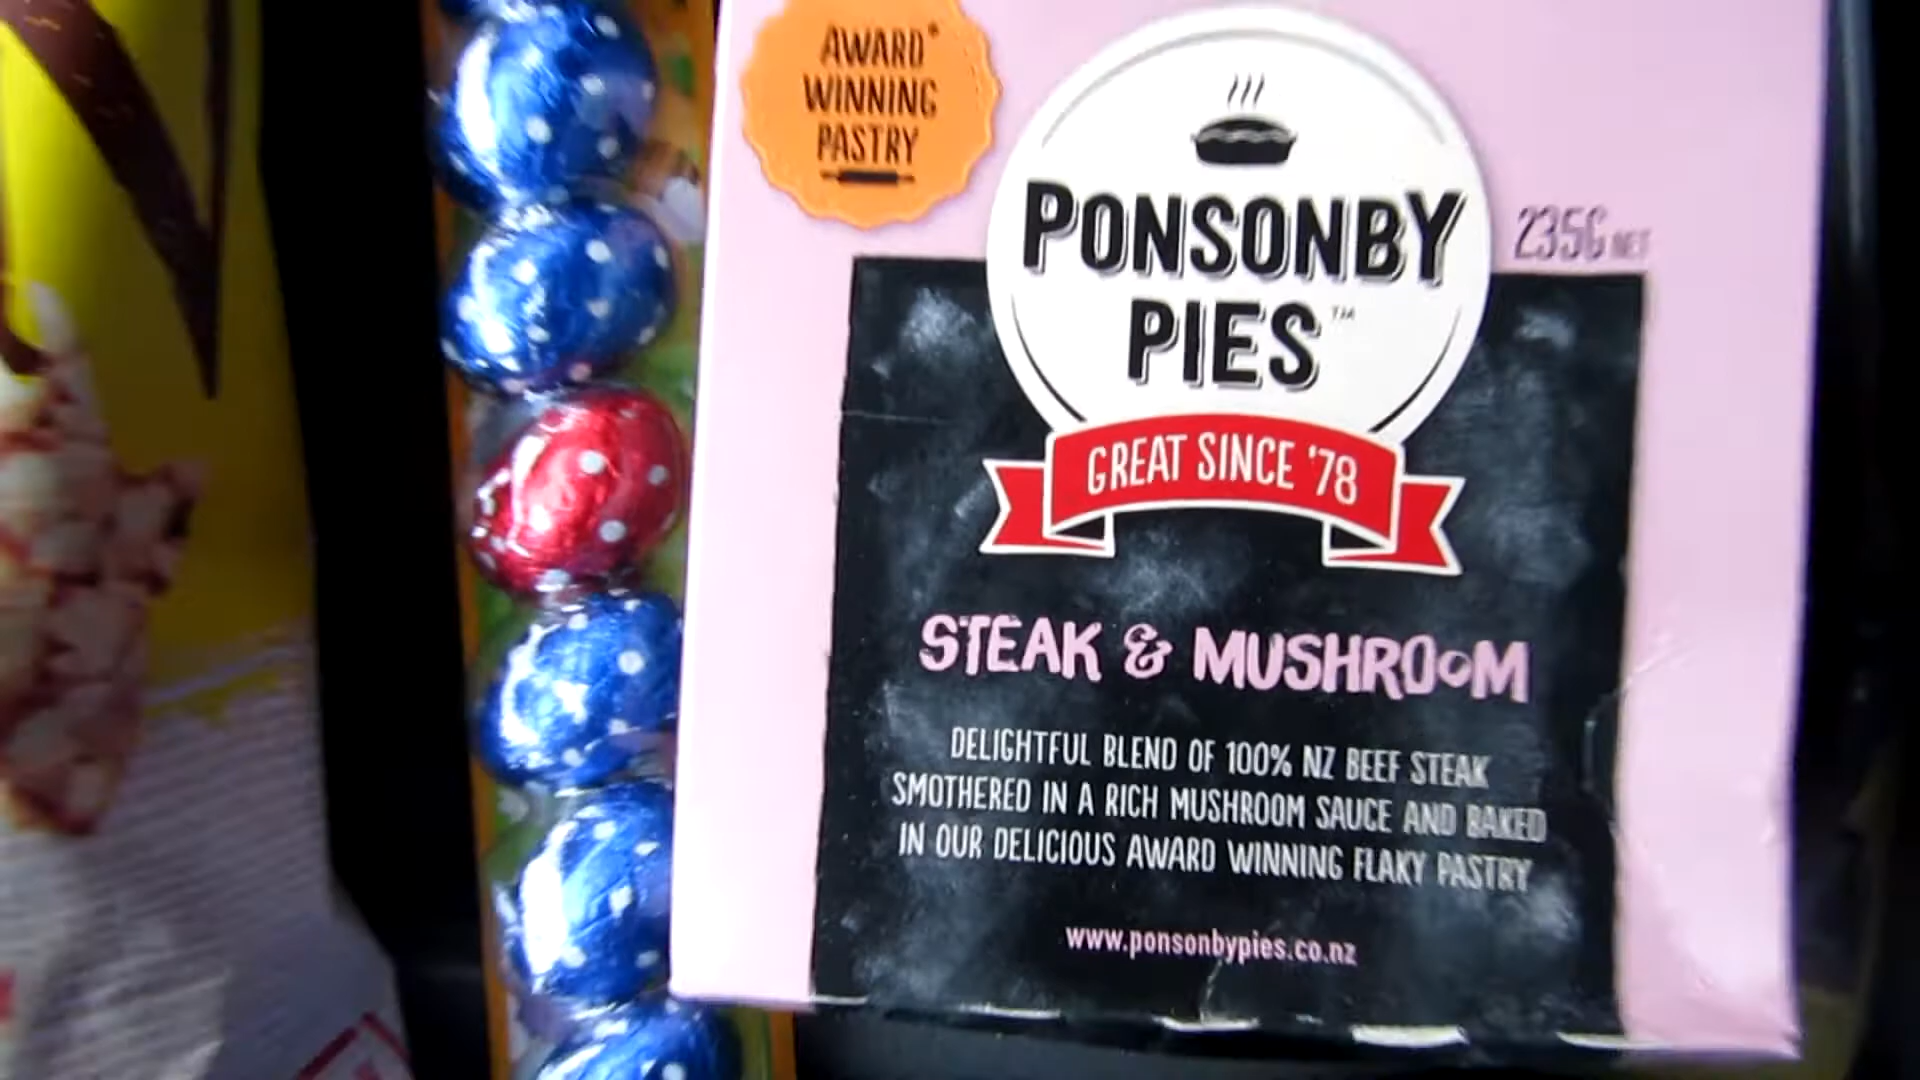 AWARD*
WINNING
PASTRY
PONSONBY
PIES™
235G NET
GREAT SINCE '78
STEAK & MUSHROOM
DELIGHTFUL BLEND OF 100% NZ BEEF STEAK
SMOTHERED IN A RICH MUSHROOM SAUCE AND BAKED
IN OUR DELICIOUS AWARD WINNING FLAKY PASTRY
www.ponsonbypies.co.nz